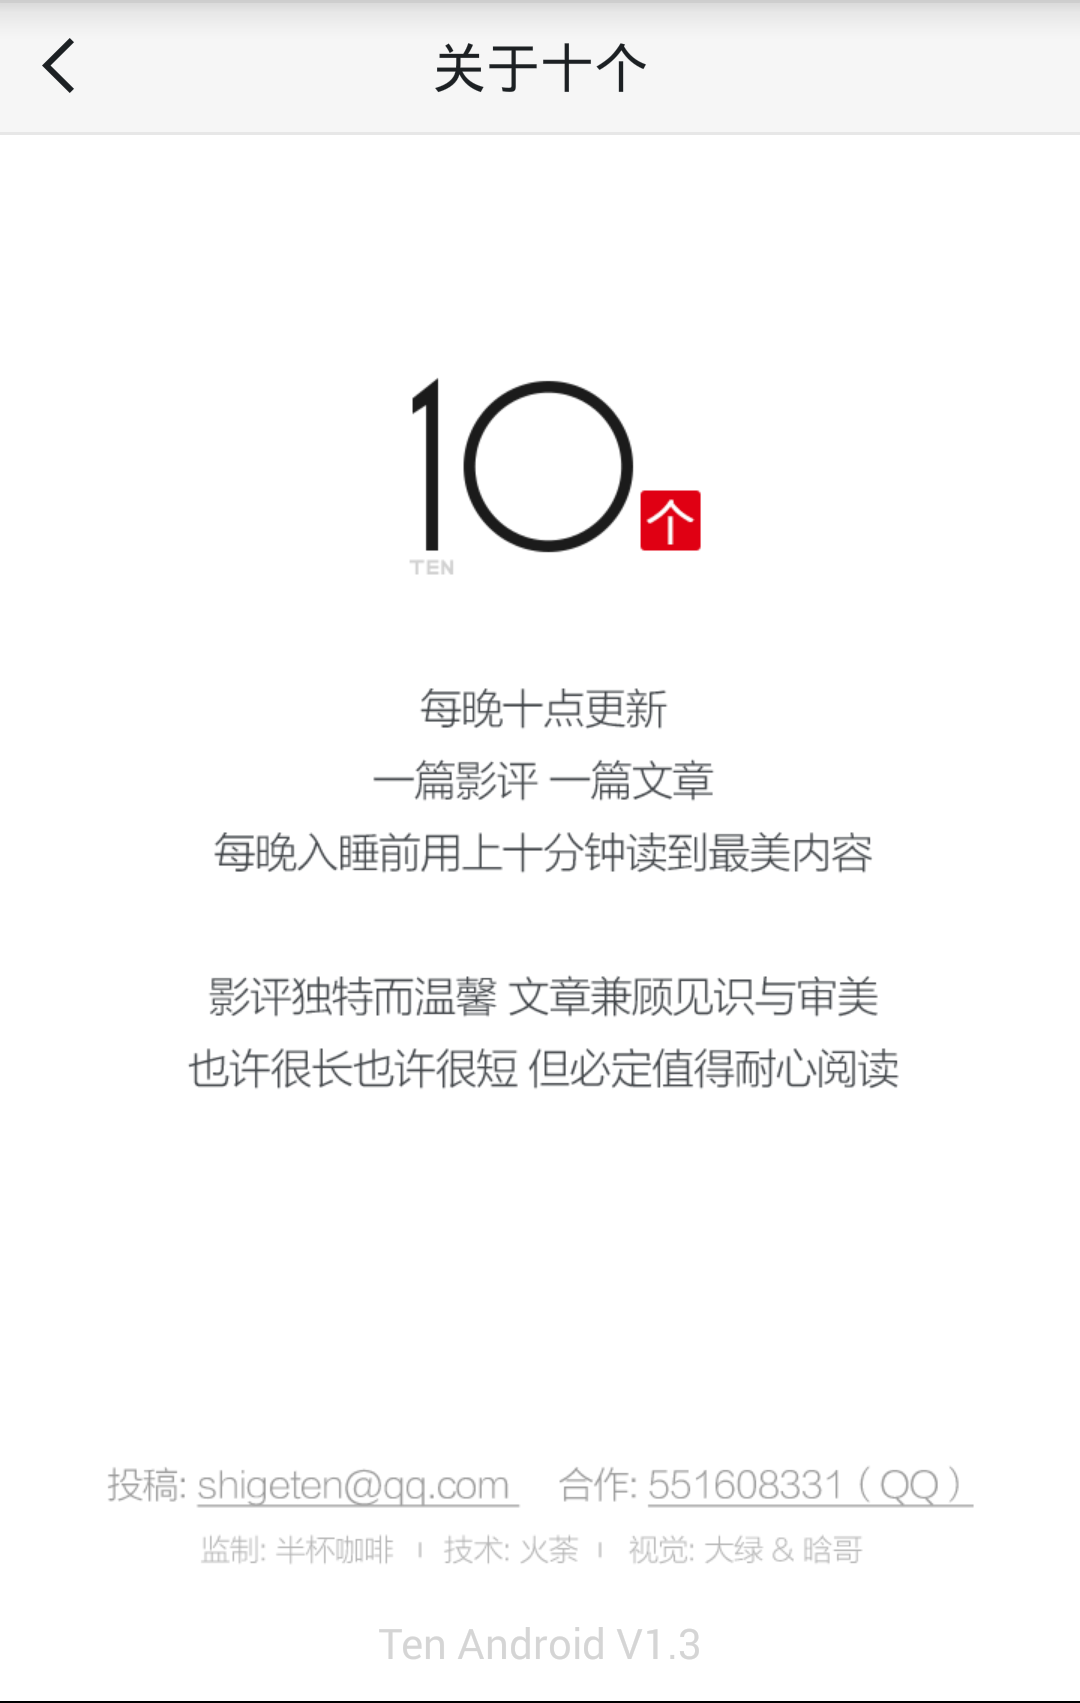 关于十个
10个
TEN
每晚十点更新
一篇影评 一篇文章
每晚入睡前用上十分钟读到最美内容
影评独特而温馨 文章兼顾见识与审美
也许很长也许很短 但必定值得耐心阅读
投稿: shigeten@qq.com 合作: 551608331 ( QQ )
监制: 半杯咖啡 | 技术: 火荼 | 视觉: 大绿 & 晗哥
Ten Android V1.3